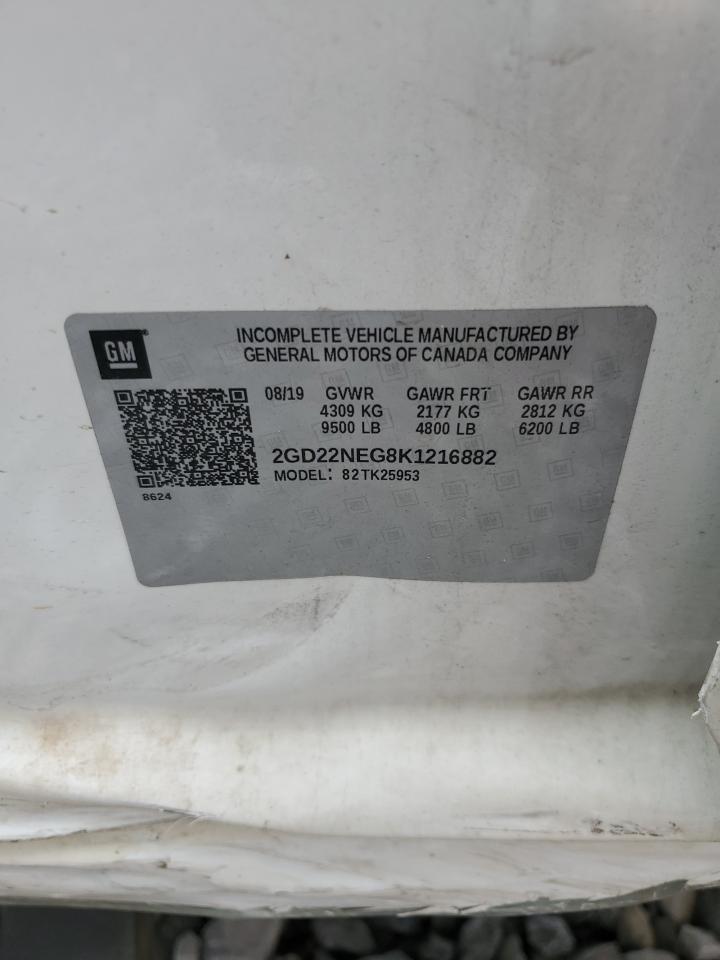 GM
INCOMPLETE VEHICLE MANUFACTURED BY
GENERAL MOTORS OF CANADA COMPANY
08/19 GVWR GAWR FRT GAWR RR
4309 KG 2177 KG 2812 KG
9500 LB 4800 LB 6200 LB
2GD22NEG8K1216882
MODEL: 82TK25953
8624